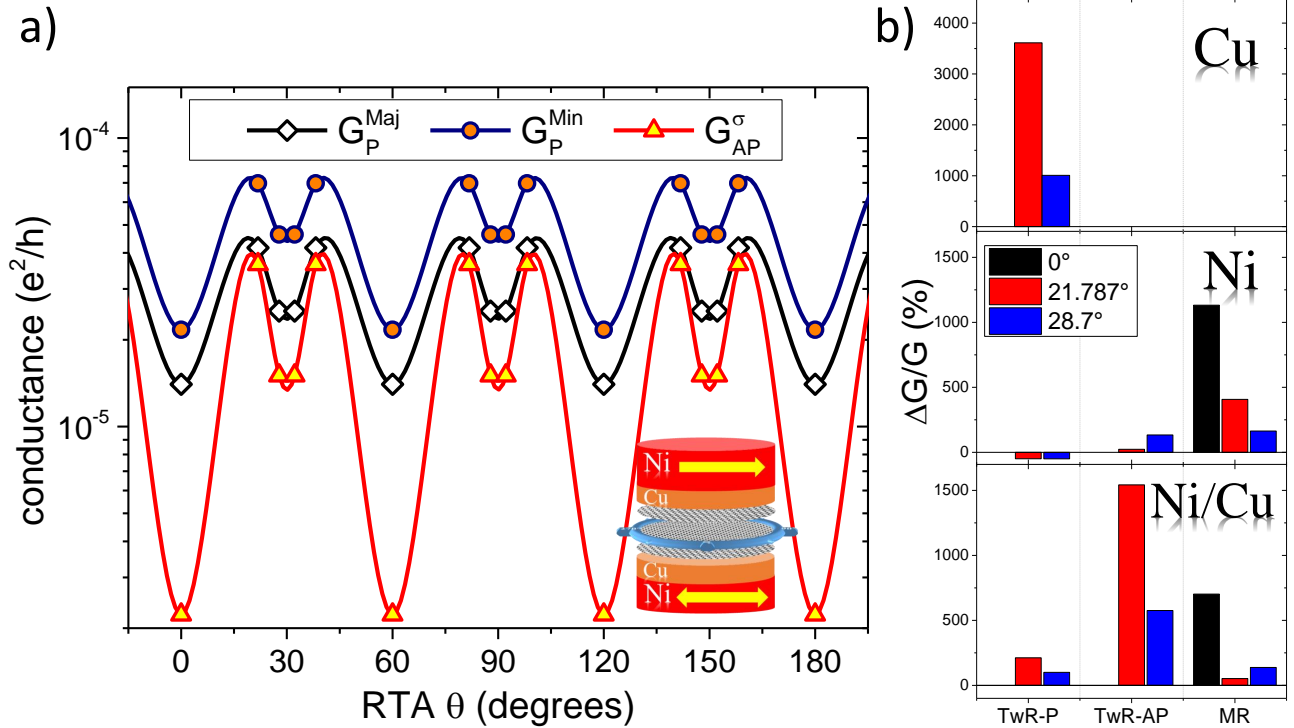 a)
G_P^Maj G_P^Min G_AP^σ
10^-4
10^-5
conductance (e^2/h)
0 30 60 90 120 150 180
RTA θ (degrees)
Ni
Cu
Cu
Ni
b)
Cu
4000
3000
2000
1000
0
Ni
0°
21.787°
28.7°
1500
1000
500
0
ΔG/G (%)
Ni/Cu
1500
1000
500
0
TwR-P TwR-AP MR